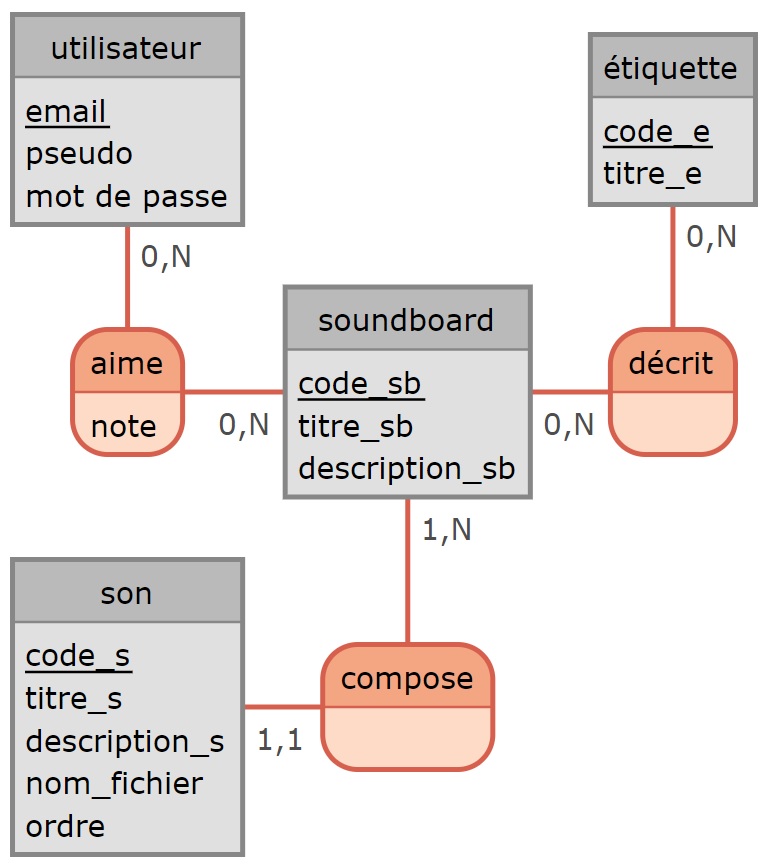 utilisateur
email
pseudo
mot de passe
0,N
étiquette
code_e
titre_e
0,N
aime
note
0,N
soundboard
code_sb
titre_sb
description_sb
0,N
décrit
1,N
son
code_s
titre_s
description_s
nom_fichier
ordre
1,1
compose